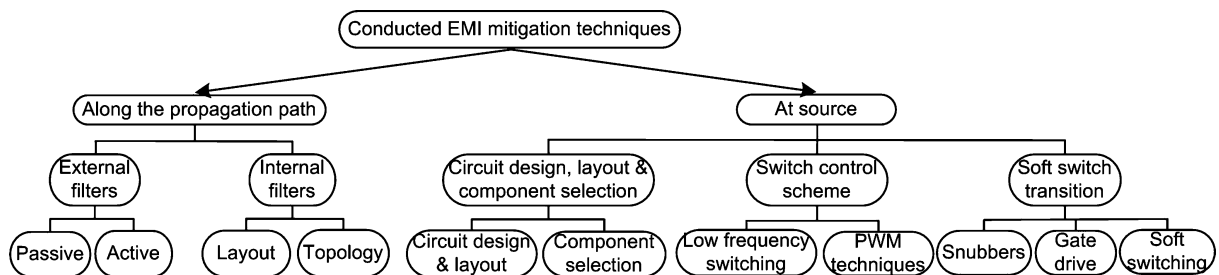 Conducted EMI mitigation techniques
Along the propagation path
At source
External
filters
Internal
filters
Circuit design, layout &
component selection
Switch control
scheme
Soft switch
transition
Passive
Active
Layout
Topology
Circuit design
& layout
Component
selection
Low frequency
switching
PWM
techniques
Snubbers
Gate
drive
Soft
switching